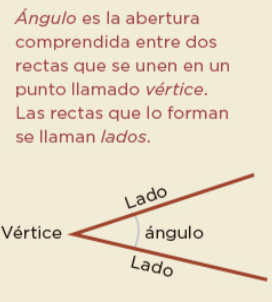 Ángulo es la abertura
comprendida entre dos
rectas que se unen en un
punto llamado vértice.
Las rectas que lo forman
se llaman lados.
Lado
Vértice
ángulo
Lado